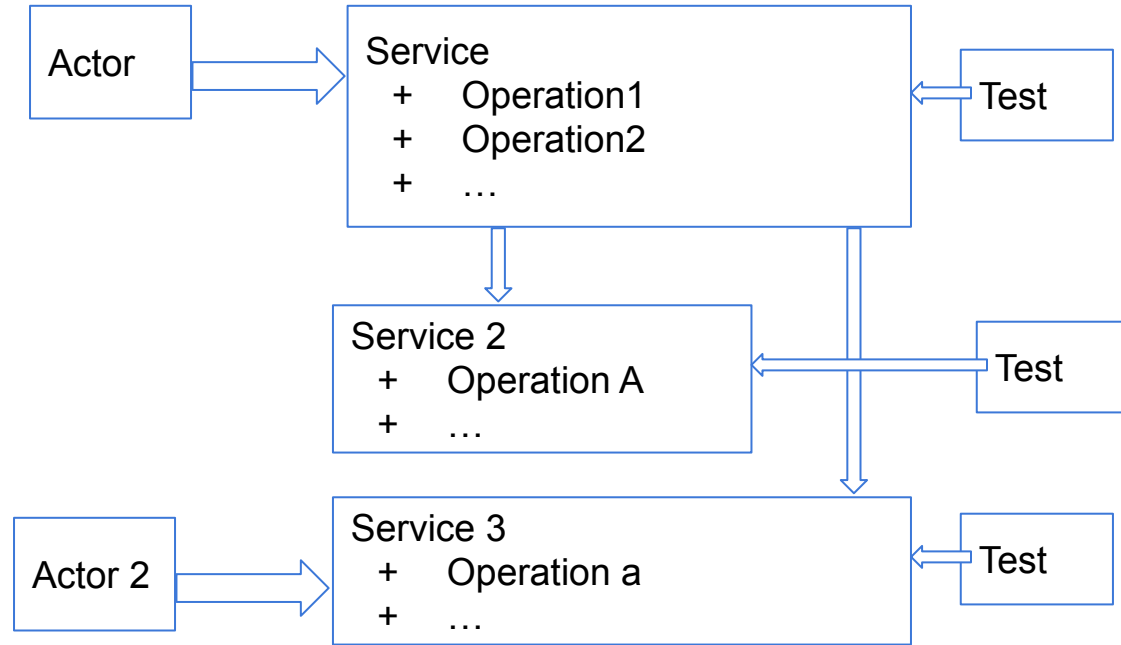 Actor
Service
+ Operation1
+ Operation2
+ …
Test
Service 2
+ Operation A
+ …
Test
Actor 2
Service 3
+ Operation a
+ …
Test